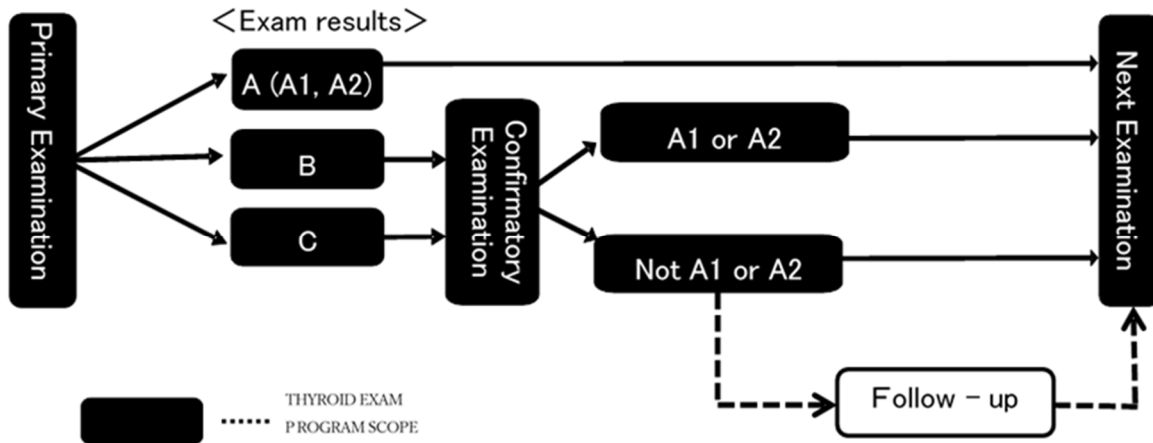 <Exam results>
Primary Examination
A (A1, A2)
B
C
Confirmatory
Examination
A1 or A2
Not A1 or A2
Next Examination
Follow – up
THYROID EXAM
PROGRAM SCOPE